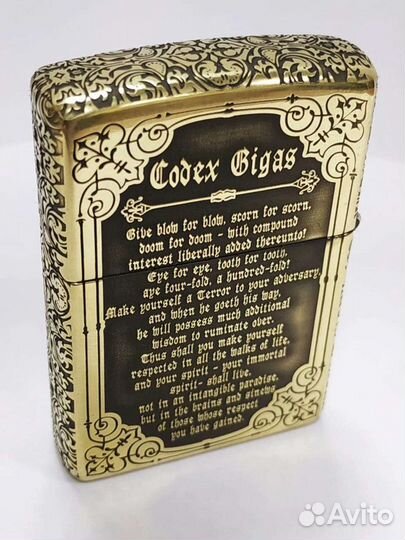 Codex Gigas
Give blow for blow, scorn for scorn,
doom for doom - with compound
interest liberally added thereunto!
Eye for eye, tooth for tooth,
aye four-fold, a hundred-fold!
Make yourself a Terror to your adversary,
and when he goeth his way,
he will possess much additional
wisdom to ruminate over.
Thus shall you make yourself
respected in all the walks of life,
and your spirit - your immortal
spirit- shall live,
not in an intangible paradise,
but in the brains and sinews
of those whose respect
you have gained.
Avito